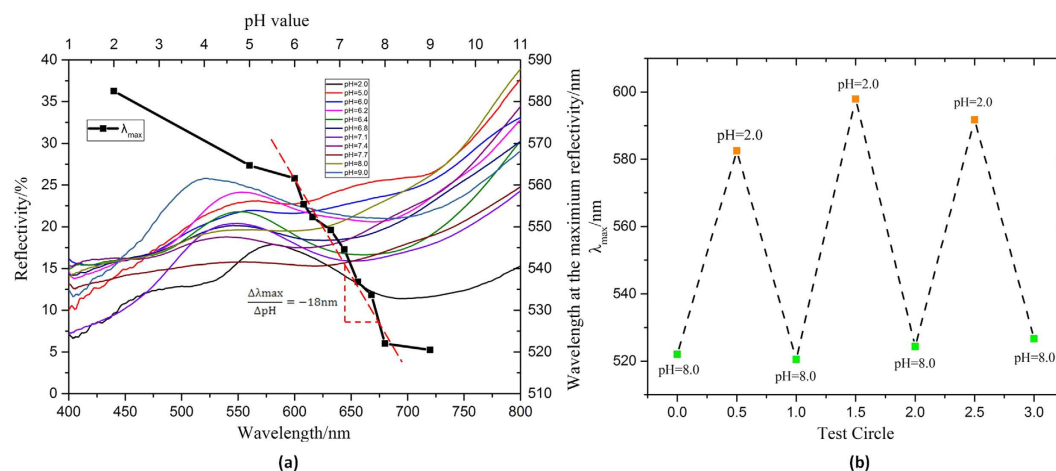 pH value
1 2 3 4 5 6 7 8 9 10 11
40
35
30
25
20
15
10
5
0
Reflectivity/%
λmax
pH=2.0
pH=5.0
pH=6.0
pH=6.2
pH=6.4
pH=6.8
pH=7.1
pH=7.4
pH=7.7
pH=8.0
pH=9.0
Δλmax
ΔpH
=−18nm
590
580
570
560
550
540
530
520
510
400 450 500 550 600 650 700 750 800
Wavelength/nm
(a)
Wavelength at the maximum reflectivity/nm
λmax/nm
600
580
560
540
520
pH=2.0
pH=2.0
pH=2.0
pH=8.0
pH=8.0
pH=8.0
pH=8.0
0.0 0.5 1.0 1.5 2.0 2.5 3.0
Test Circle
(b)